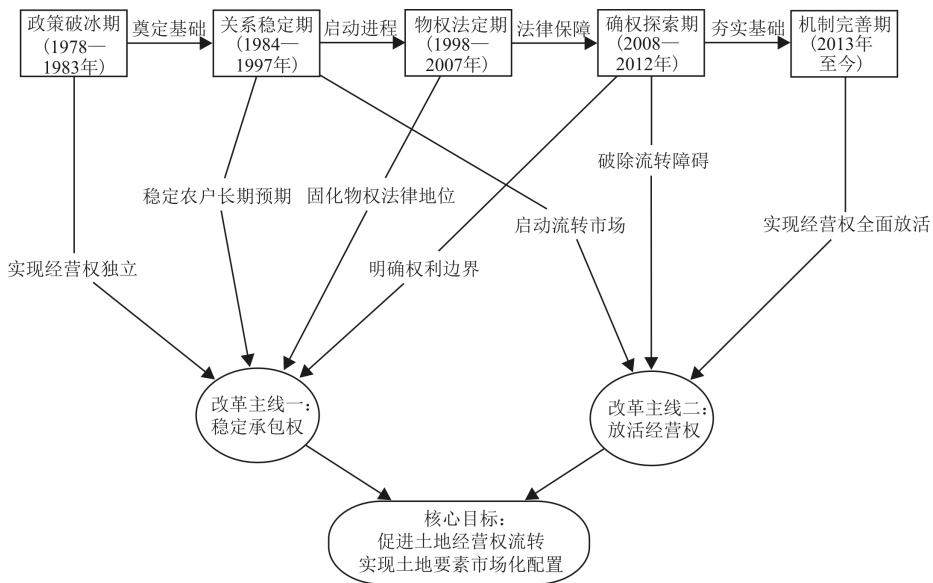 政策破冰期
(1978—
1983年)
奠定基础
关系稳定期
(1984—
1997年)
启动进程
物权法定期
(1998—
2007年)
法律保障
确权探索期
(2008—
2012年)
夯实基础
机制完善期
(2013年
至今)
破除流转障碍
稳定农户长期预期
固化物权法律地位
启动流转市场
实现经营权全面放活
实现经营权独立
明确权利边界
改革主线一：
稳定承包权
改革主线二：
放活经营权
核心目标：
促进土地经营权流转
实现土地要素市场化配置